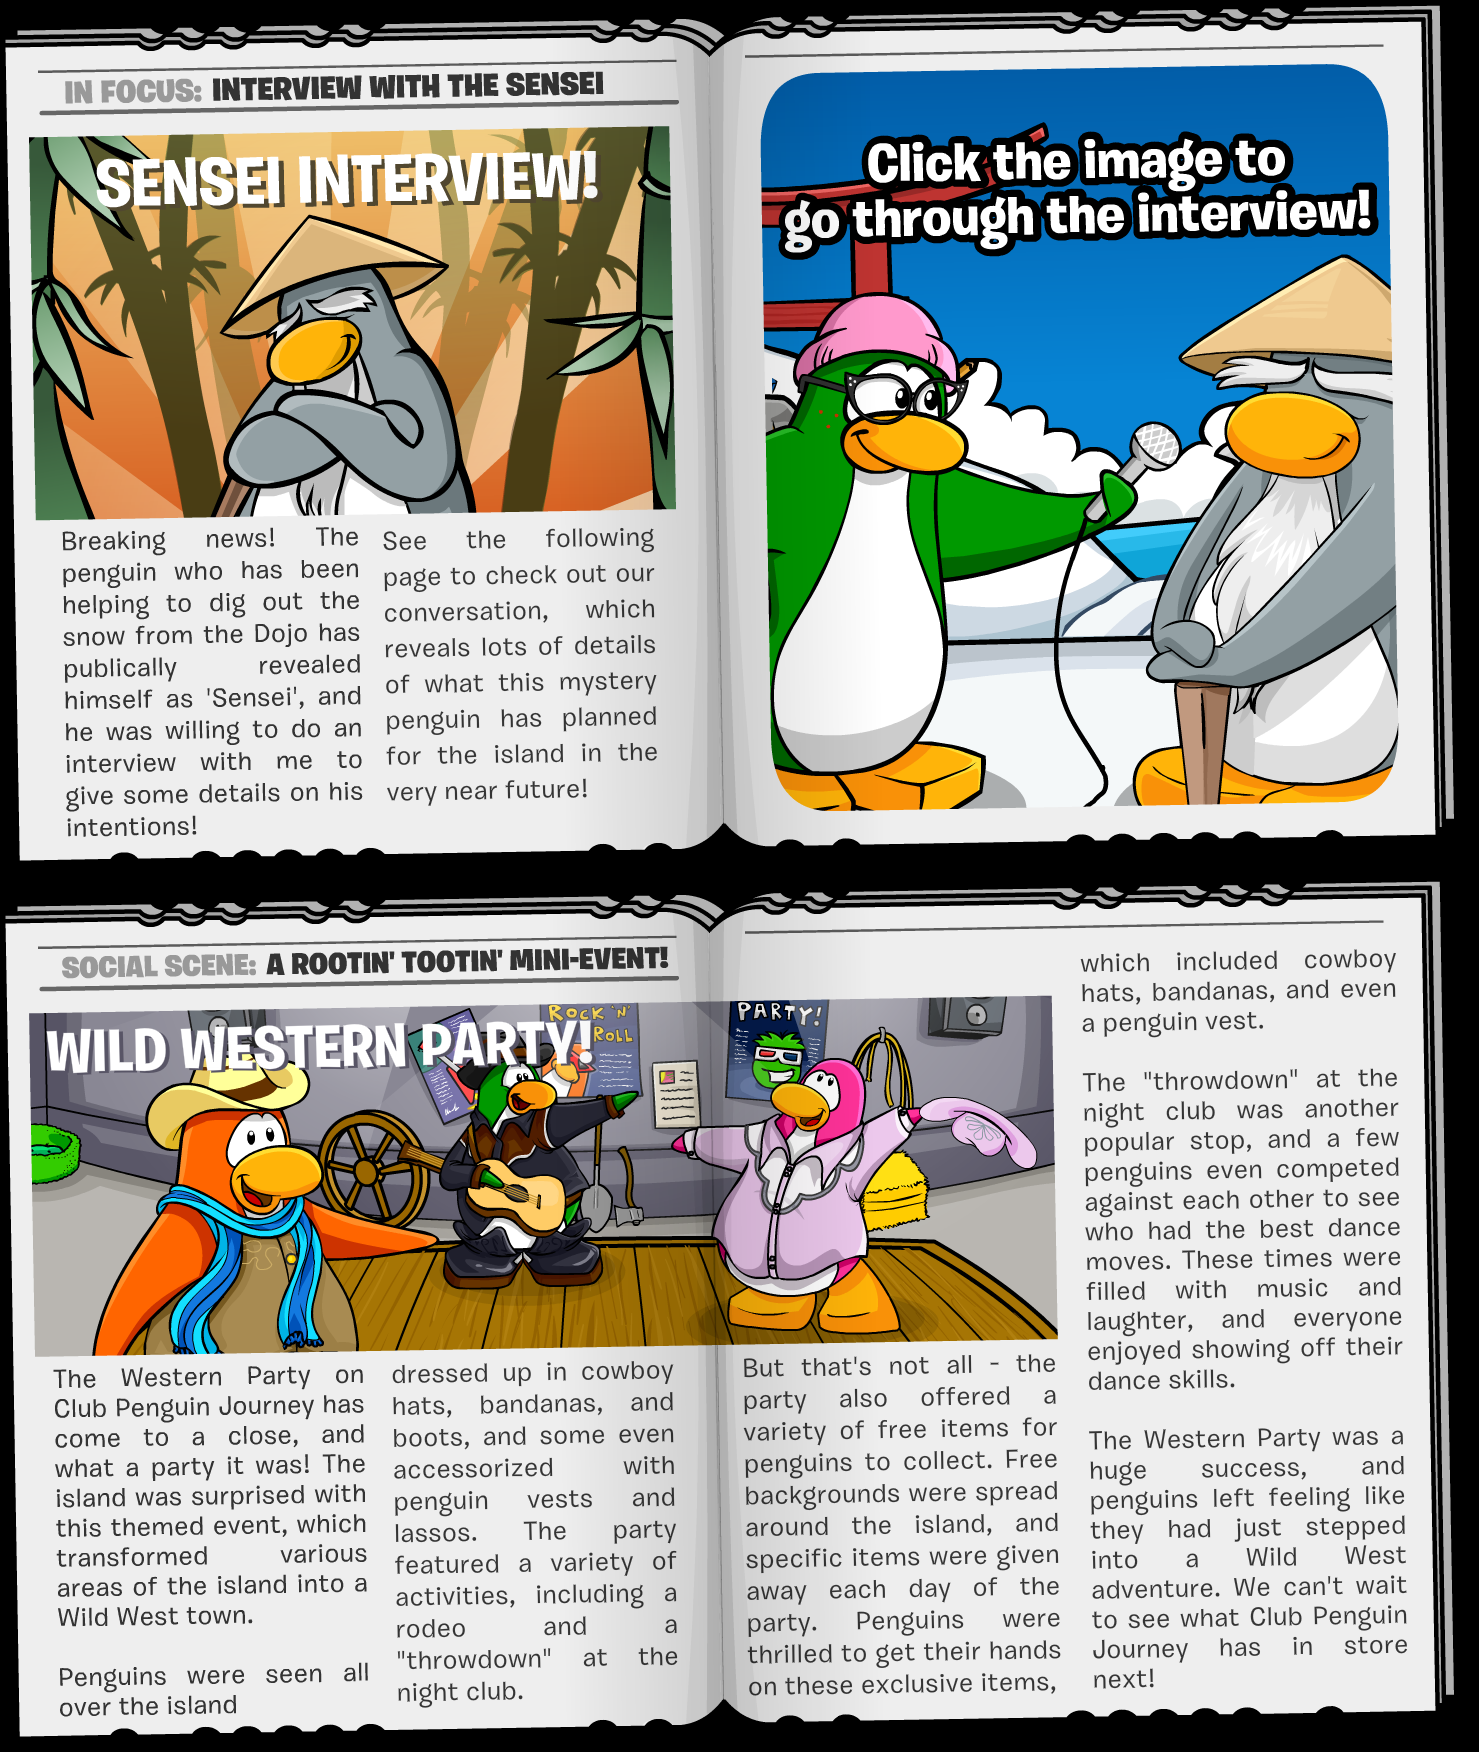 IN FOCUS: INTERVIEW WITH THE SENSEI
SENSEI INTERVIEW!
Breaking news! The
penguin who has been
helping to dig out the
snow from the Dojo has
publically revealed
himself as 'Sensei', and
he was willing to do an
interview with me to
give some details on his
intentions!
See the following
page to check out our
conversation, which
reveals lots of details
of what this mystery
penguin has planned
for the island in the
very near future!
Click the image to
go through the interview!
SOCIAL SCENE: A ROOTIN' TOOTIN' MINI-EVENT!
WILD WESTERN PARTY!
ROCK 'N'
ROLL
PARTY!
The Western Party on
Club Penguin Journey has
come to a close, and
what a party it was! The
island was surprised with
this themed event, which
transformed various
areas of the island into a
Wild West town.
Penguins were seen all
over the island
dressed up in cowboy
hats, bandanas, and
boots, and some even
accessorized with
penguin vests and
lassos. The party
featured a variety of
activities, including a
rodeo and a
"throwdown" at the
night club.
But that's not all - the
party also offered a
variety of free items for
penguins to collect. Free
backgrounds were spread
around the island, and
specific items were given
away each day of the
party. Penguins were
thrilled to get their hands
on these exclusive items,
which included cowboy
hats, bandanas, and even
a penguin vest.
The "throwdown" at the
night club was another
popular stop, and a few
penguins even competed
against each other to see
who had the best dance
moves. These times were
filled with music and
laughter, and everyone
enjoyed showing off their
dance skills.
The Western Party was a
huge success, and
penguins left feeling like
they had just stepped
into a Wild West
adventure. We can't wait
to see what Club Penguin
Journey has in store
next!